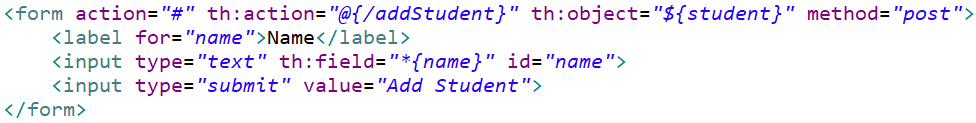 <form action="#" th:action="@{/addStudent}" th:object="${student}" method="post">
    <label for="name">Name</label>
    <input type="text" th:field="*{name}" id="name">
    <input type="submit" value="Add Student">
</form>